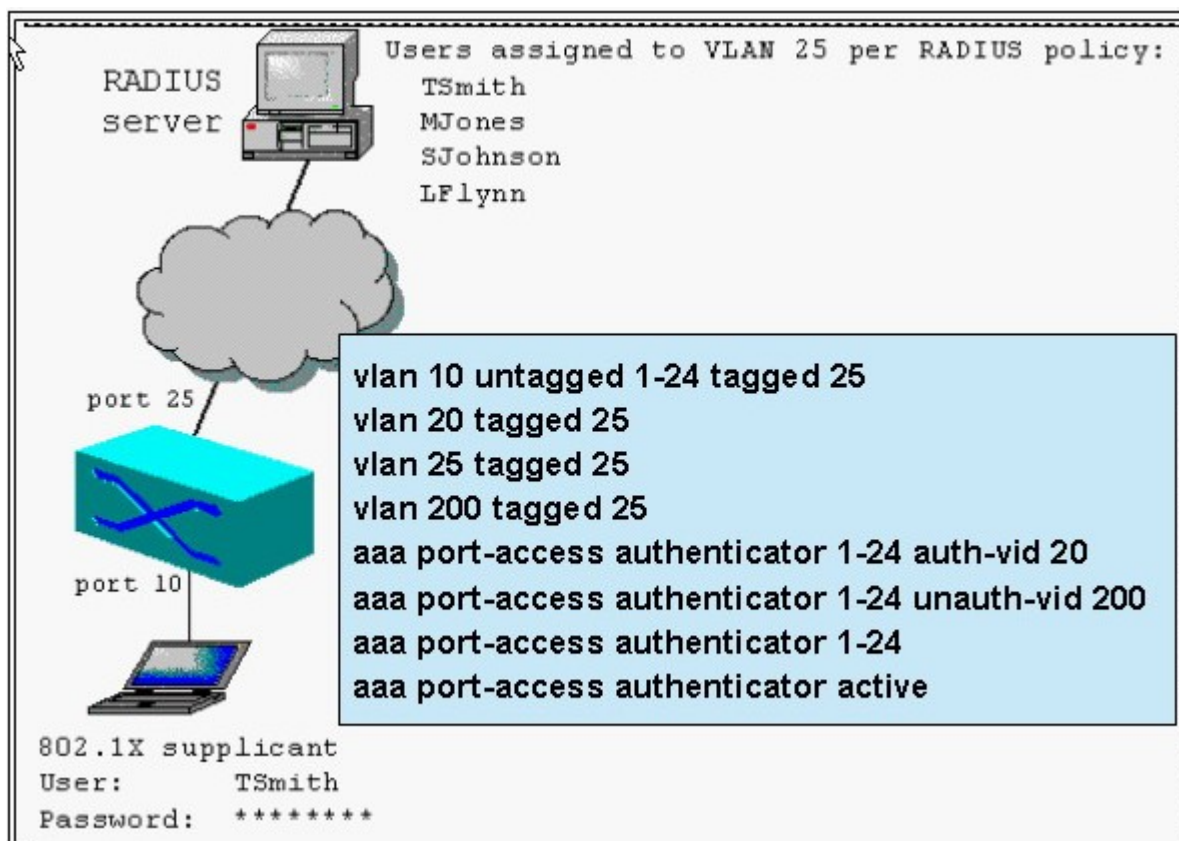 Users assigned to VLAN 25 per RADIUS policy:
TSmith
MJones
SJohnson
LFlynn
RADIUS
server
port 25
vlan 10 untagged 1-24 tagged 25
vlan 20 tagged 25
vlan 25 tagged 25
vlan 200 tagged 25
aaa port-access authenticator 1-24 auth-vid 20
aaa port-access authenticator 1-24 unauth-vid 200
aaa port-access authenticator 1-24
aaa port-access authenticator active
port 10
802.1X supplicant
User: TSmith
Password: ********